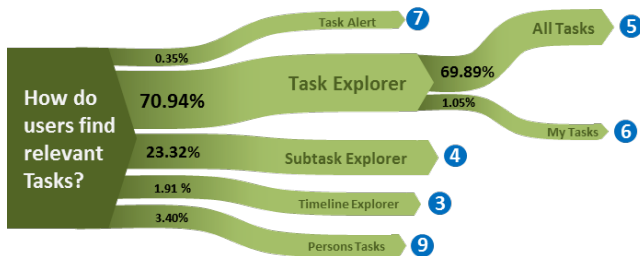 How do
users find
relevant
Tasks?
0.35%
Task Alert
7
70.94%
Task Explorer
69.89%
All Tasks
5
1.05%
My Tasks
6
23.32%
Subtask Explorer
4
1.91 %
Timeline Explorer
3
3.40%
Persons Tasks
9